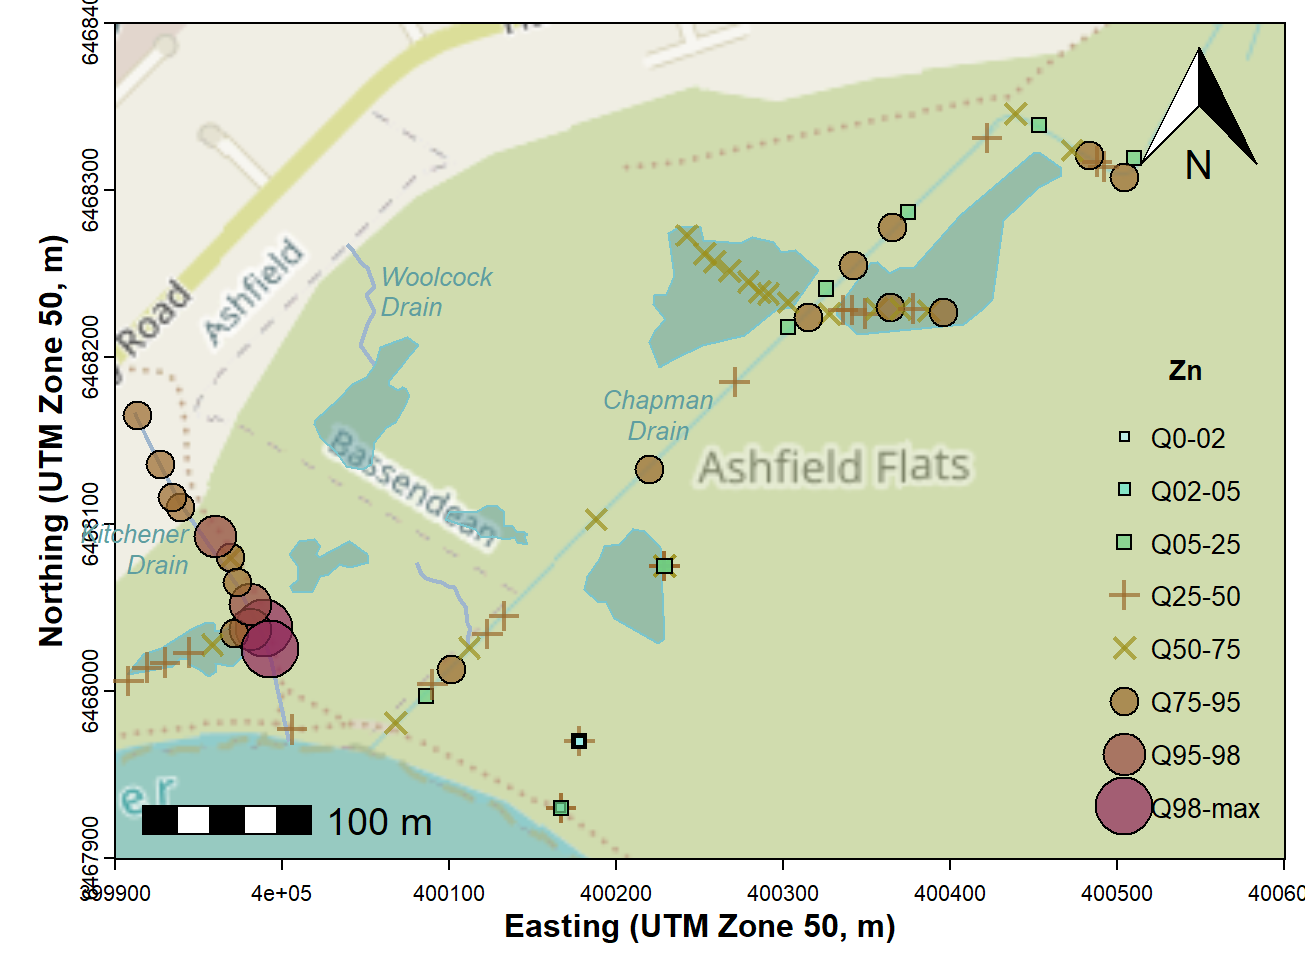 6468400
6468300
6468200
6468100
6468000
6467900
Northing (UTM Zone 50, m)
Road
Ashfield
Woolcock
Drain
Bassendean
Chapman
Drain
Ashfield Flats
Kitchener
Drain
er
N
Zn
Q0-02
Q02-05
Q05-25
Q25-50
Q50-75
Q75-95
Q95-98
Q98-max
100 m
399900
4e+05
400100
400200
400300
400400
400500
40060
Easting (UTM Zone 50, m)